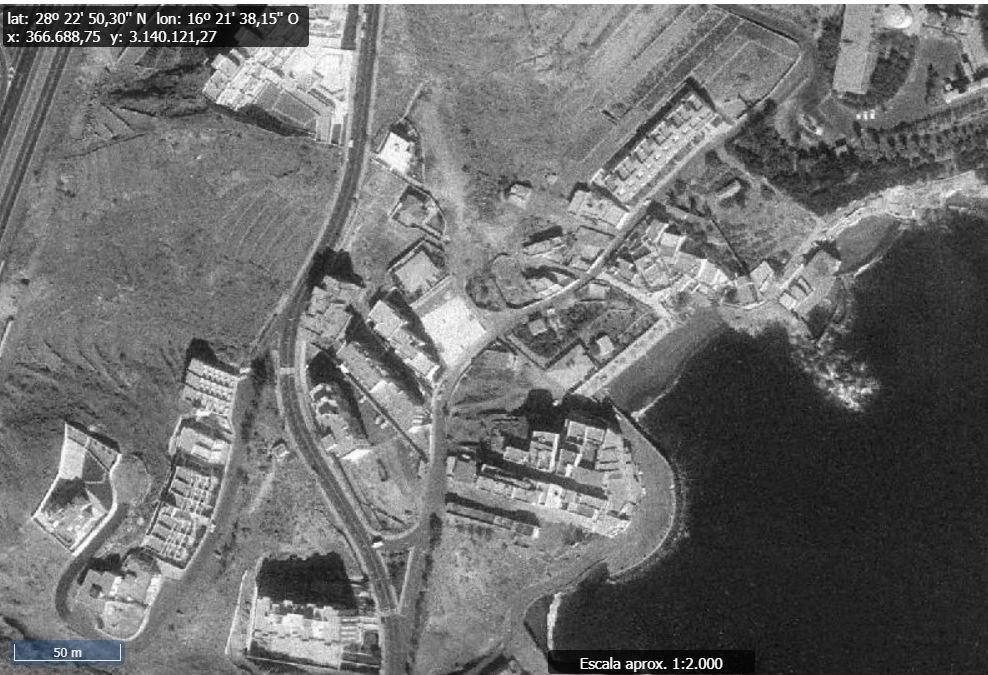 lat: 28º 22' 50,30" N  lon: 16º 21' 38,15" O
x: 366.688,75  y: 3.140.121,27
50 m
Escala aprox. 1:2.000